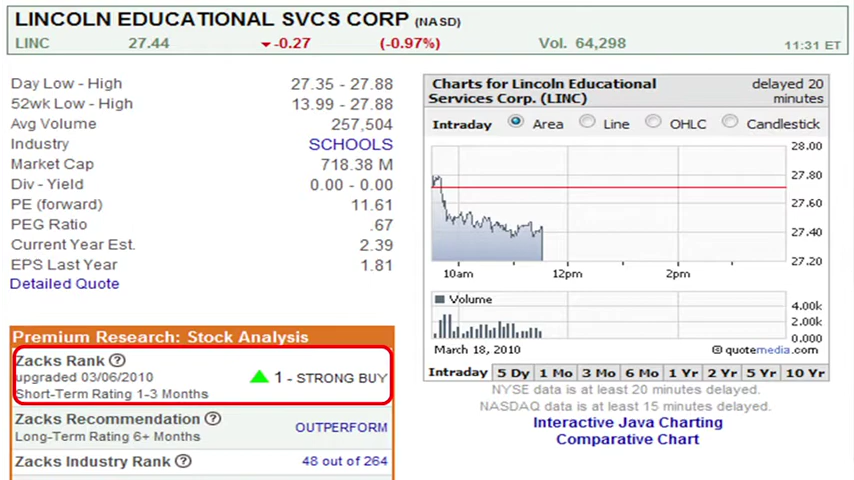 LINCOLN EDUCATIONAL SVCS CORP (NASD)
LINC 27.44 -0.27 (-0.97%) Vol. 64,298 11:31 ET
Day Low - High 27.35 - 27.88
52wk Low - High 13.99 - 27.88
Avg Volume 257,504
Industry SCHOOLS
Market Cap 718.38 M
Div - Yield 0.00 - 0.00
PE (forward) 11.61
PEG Ratio .67
Current Year Est. 2.39
EPS Last Year 1.81
Detailed Quote
Premium Research: Stock Analysis
Zacks Rank ?
upgraded 03/06/2010 1 - STRONG BUY
Short-Term Rating 1-3 Months
Zacks Recommendation ?
Long-Term Rating 6+ Months OUTPERFORM
Zacks Industry Rank ? 48 out of 264
Charts for Lincoln Educational delayed 20
Services Corp. (LINC) minutes
Intraday Area Line OHLC Candlestick
28.00
27.80
27.60
27.40
27.20
10am 12pm 2pm
Volume
4.00k
2.00k
0.000
March 18, 2010 © quotemedia.com
Intraday 5 Dy 1 Mo 3 Mo 6 Mo 1 Yr 2 Yr 5 Yr 10 Yr
NYSE data is at least 20 minutes delayed.
NASDAQ data is at least 15 minutes delayed.
Interactive Java Charting
Comparative Chart